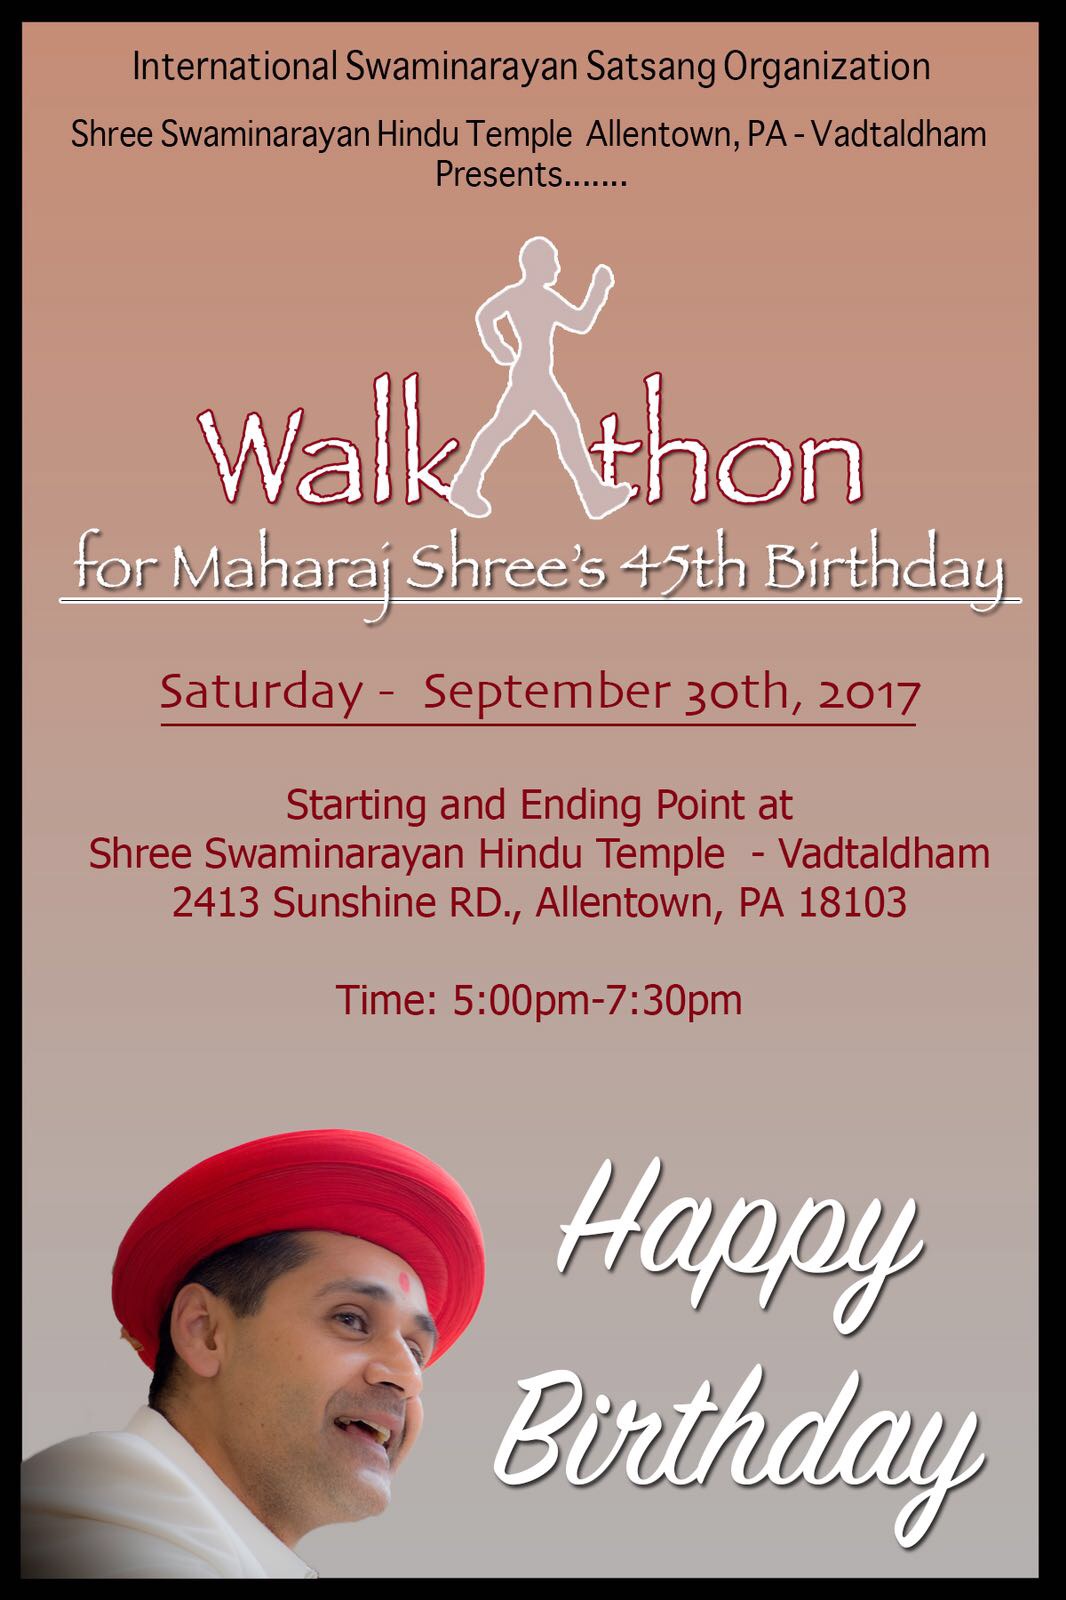 International Swaminarayan Satsang Organization
Shree Swaminarayan Hindu Temple  Allentown, PA - Vadtaldham
Presents.......
WalkAthon
for Maharaj Shree's 45th Birthday
Saturday -  September 30th, 2017
Starting and Ending Point at
Shree Swaminarayan Hindu Temple  - Vadtaldham
2413 Sunshine RD., Allentown, PA 18103
Time: 5:00pm-7:30pm
Happy
Birthday